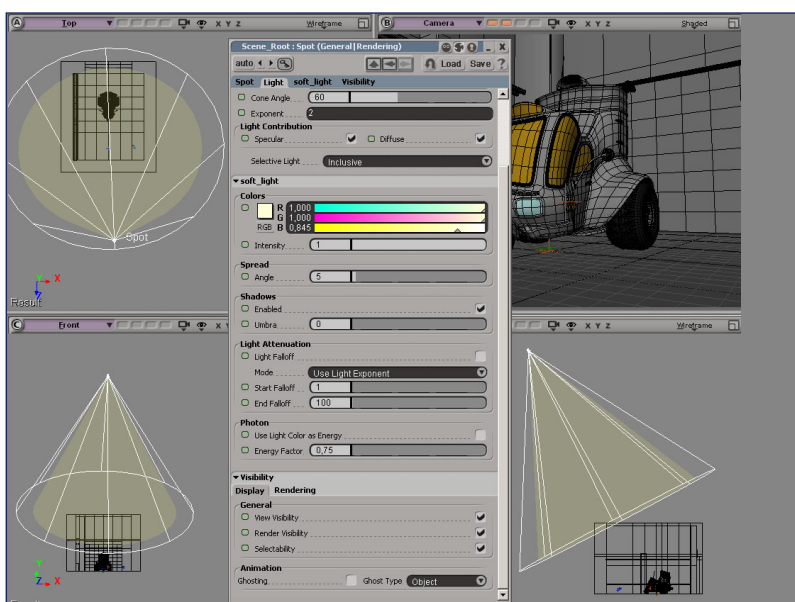 A Top X Y Z Wireframe
B Camera X Y Z Shaded
Scene_Root : Spot (General|Rendering)
auto Load Save ?
Spot Light soft_light Visibility
Cone Angle 60
Exponent 2
Light Contribution
Specular Diffuse
Selective Light Inclusive
soft_light
Colors
R 1,000
G 1,000
RGB B 0,845
Intensity 1
Spread
Angle 5
Shadows
Enabled
Umbra 0
Light Attenuation
Light Falloff
Mode Use Light Exponent
Start Falloff 1
End Falloff 100
Photon
Use Light Color as Energy
Energy Factor 0,75
Visibility
Display Rendering
General
View Visibility
Render Visibility
Selectability
Animation
Ghosting Ghost Type Object
Spot
Y X
Z
Result
C Front X Y
X Y Z Wireframe
Y
Z X